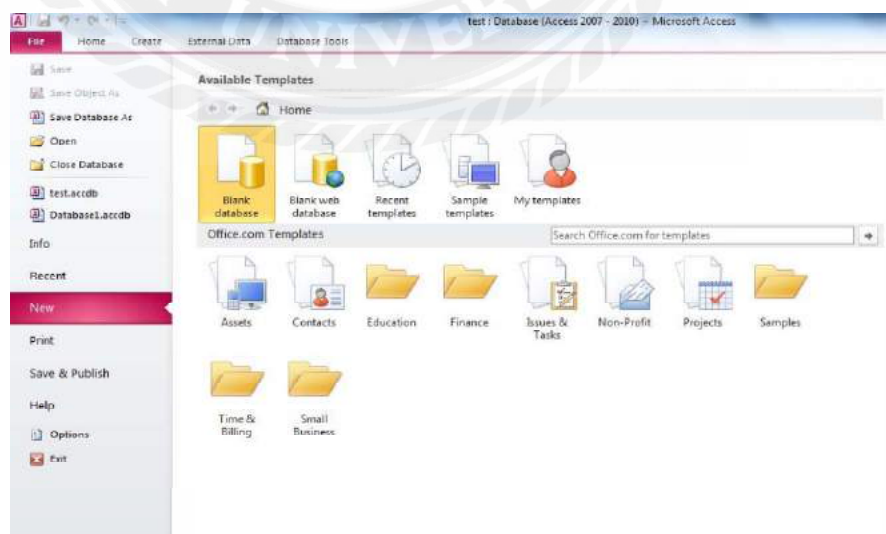 test : Database (Access 2007 - 2010) - Microsoft Access
File Home Create External Data Database Tools
Save
Save Object As
Save Database As
Open
Close Database
test.accdb
Database1.accdb
Info
Recent
New
Print
Save & Publish
Help
Options
Exit
Available Templates
Home
Blank database
Blank web database
Recent templates
Sample templates
My templates
Office.com Templates
Search Office.com for templates
Assets
Contacts
Education
Finance
Issues & Tasks
Non-Profit
Projects
Samples
Time & Billing
Small Business